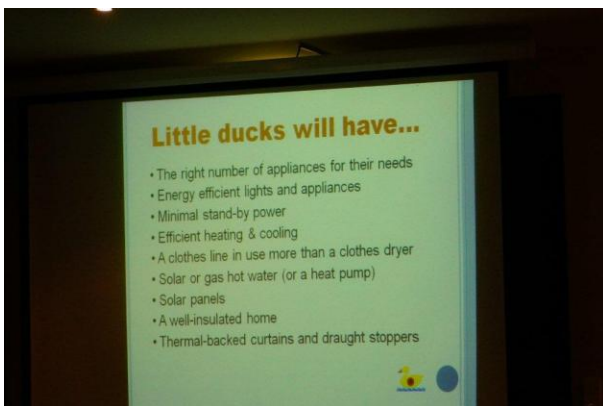 Little ducks will have...
• The right number of appliances for their needs
• Energy efficient lights and appliances
• Minimal stand-by power
• Efficient heating & cooling
• A clothes line in use more than a clothes dryer
• Solar or gas hot water (or a heat pump)
• Solar panels
• A well-insulated home
• Thermal-backed curtains and draught stoppers